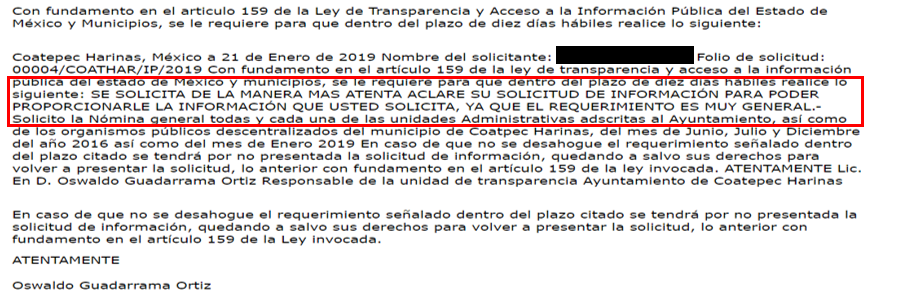 Con fundamento en el articulo 159 de la Ley de Transparencia y Acceso a la Información Pública del Estado de
México y Municipios, se le requiere para que dentro del plazo de diez días hábiles realice lo siguiente:
Coatepec Harinas, México a 21 de Enero de 2019 Nombre del solicitante: Folio de solicitud:
00004/COATHAR/IP/2019 Con fundamento en el artículo 159 de la ley de transparencia y acceso a la información
pública del estado de México y municipios, se le requiere para que dentro del plazo de diez días hábiles realice lo
siguiente: SE SOLICITA DE LA MANERA MAS ATENTA ACLARE SU SOLICITUD DE INFORMACIÓN PARA PODER
PROPORCIONARLE LA INFORMACIÓN QUE USTED SOLICITA, YA QUE EL REQUERIMIENTO ES MUY GENERAL.-
Solicito la Nómina general todas y cada una de las unidades Administrativas adscritas al Ayuntamiento, así como
de los organismos públicos descentralizados del municipio de Coatpec Harinas, del mes de Junio, Julio y Diciembre
del año 2016 así como del mes de Enero 2019 En caso de que no se desahogue el requerimiento señalado dentro
del plazo citado se tendrá por no presentada la solicitud de información, quedando a salvo sus derechos para
volver a presentar la solicitud, lo anterior con fundamento en el artículo 159 de la ley invocada. ATENTAMENTE Lic.
En D. Oswaldo Guadarrama Ortiz Responsable de la unidad de transparencia Ayuntamiento de Coatepec Harinas
En caso de que no se desahogue el requerimiento señalado dentro del plazo citado se tendrá por no presentada la
solicitud de información, quedando a salvo sus derechos para volver a presentar la solicitud, lo anterior con
fundamento en el artículo 159 de la Ley invocada.
ATENTAMENTE
Oswaldo Guadarrama Ortiz